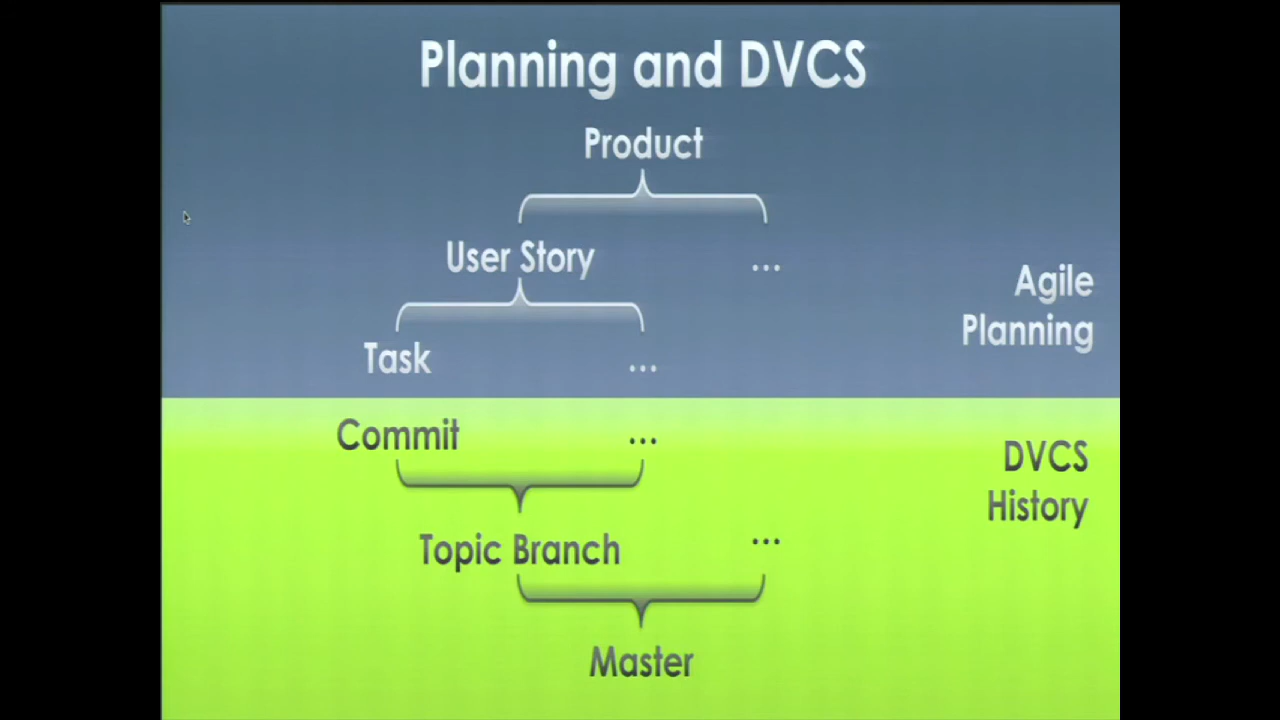 Planning and DVCS
Product
User Story
...
Agile
Planning
Task
...
Commit
...
DVCS
History
Topic Branch
...
Master